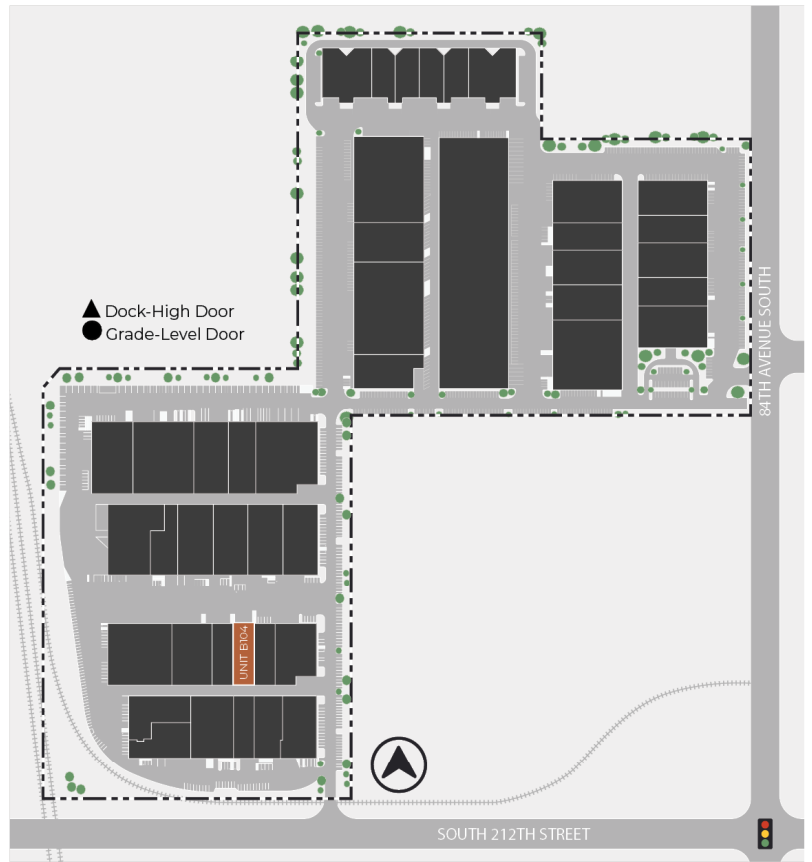 Dock-High Door
Grade-Level Door
84TH AVENUE SOUTH
UNIT B104
SOUTH 212TH STREET